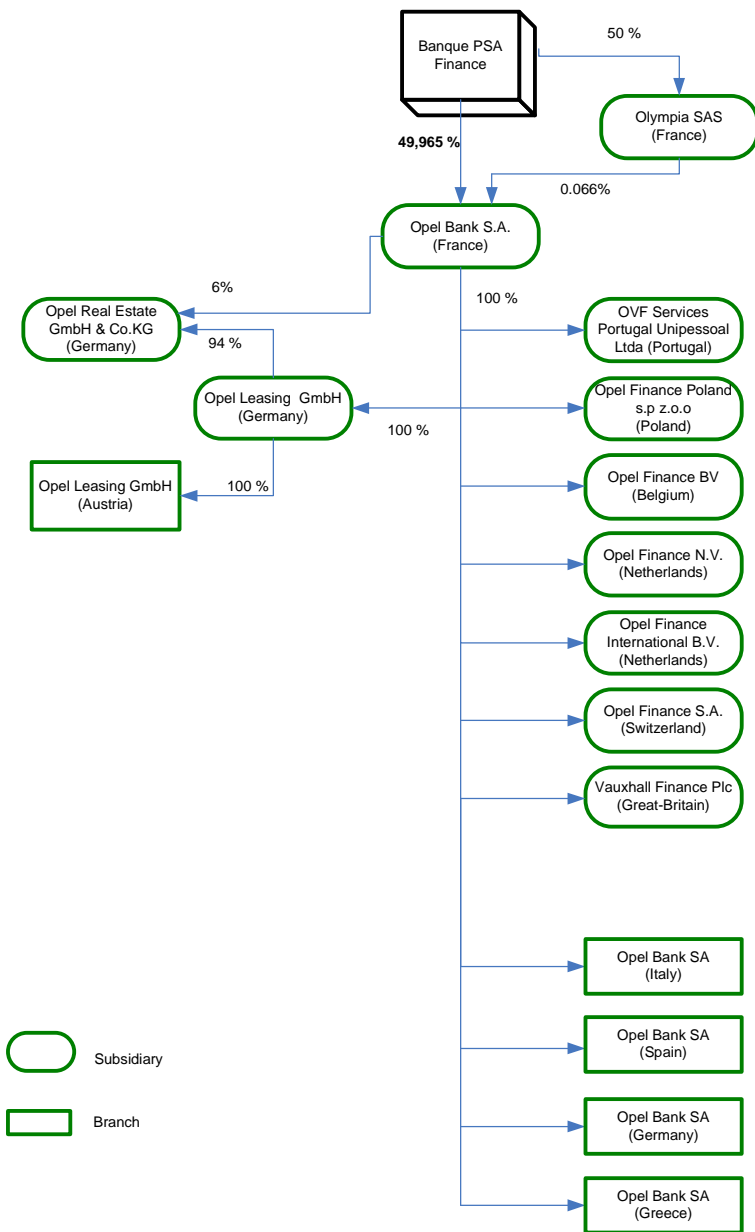 Banque PSA
Finance
50 %
Olympia SAS
(France)
49,965 %
0.066%
Opel Bank S.A.
(France)
6%
100 %
Opel Real Estate
GmbH & Co.KG
(Germany)
94 %
OVF Services
Portugal Unipessoal
Ltda (Portugal)
Opel Leasing GmbH
(Germany)
100 %
Opel Finance Poland
s.p z.o.o
(Poland)
Opel Leasing GmbH
(Austria)
100 %
Opel Finance BV
(Belgium)
Opel Finance N.V.
(Netherlands)
Opel Finance
International B.V.
(Netherlands)
Opel Finance S.A.
(Switzerland)
Vauxhall Finance Plc
(Great-Britain)
Opel Bank SA
(Italy)
Opel Bank SA
(Spain)
Opel Bank SA
(Germany)
Opel Bank SA
(Greece)
Subsidiary
Branch